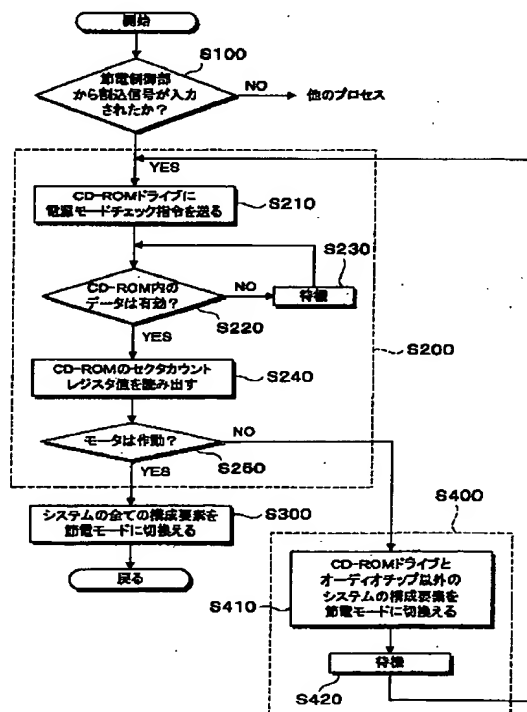 開始
S100
節電制御部
から割込信号が入力
されたか？
NO
他のプロセス
YES
CD-ROMドライブに
電源モードチェック指令を送る
S210
S230
CD-ROM内の
データは有効？
NO
待機
S220
YES
S200
CD-ROMのセクタカウント
レジスタ値を読み出す
S240
モータは作動？
NO
S250
YES
システムの全ての構成要素を
節電モードに切換える
S300
戻る
S400
CD-ROMドライブと
オーディオチップ以外の
システムの構成要素を
節電モードに切換える
S410
待機
S420